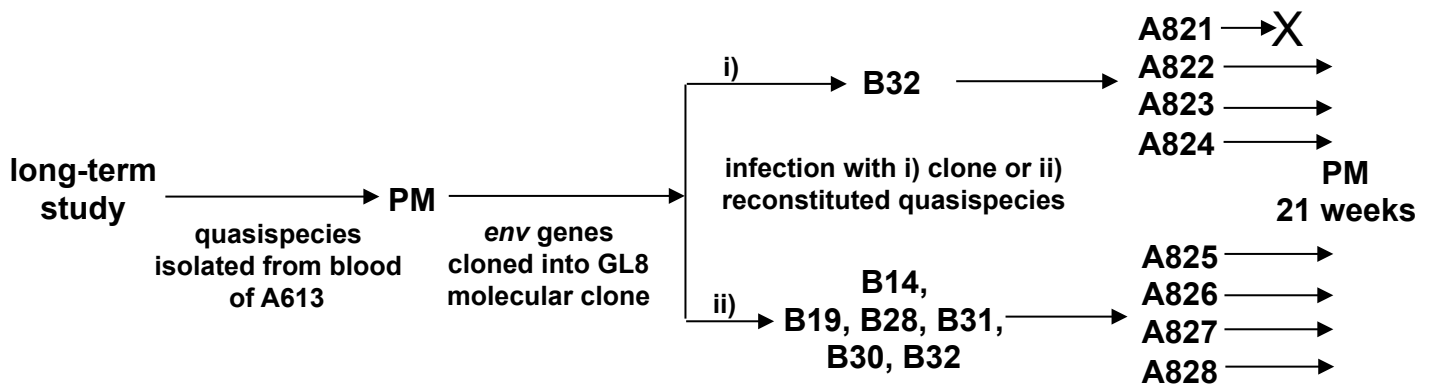 long-term
study
quasispecies
isolated from blood
of A613
PM
env genes
cloned into GL8
molecular clone
i)
B32
infection with i) clone or ii)
reconstituted quasispecies
ii)
B14,
B19, B28, B31,
B30, B32
A821 X
A822
A823
A824
A825
A826
A827
A828
PM
21 weeks